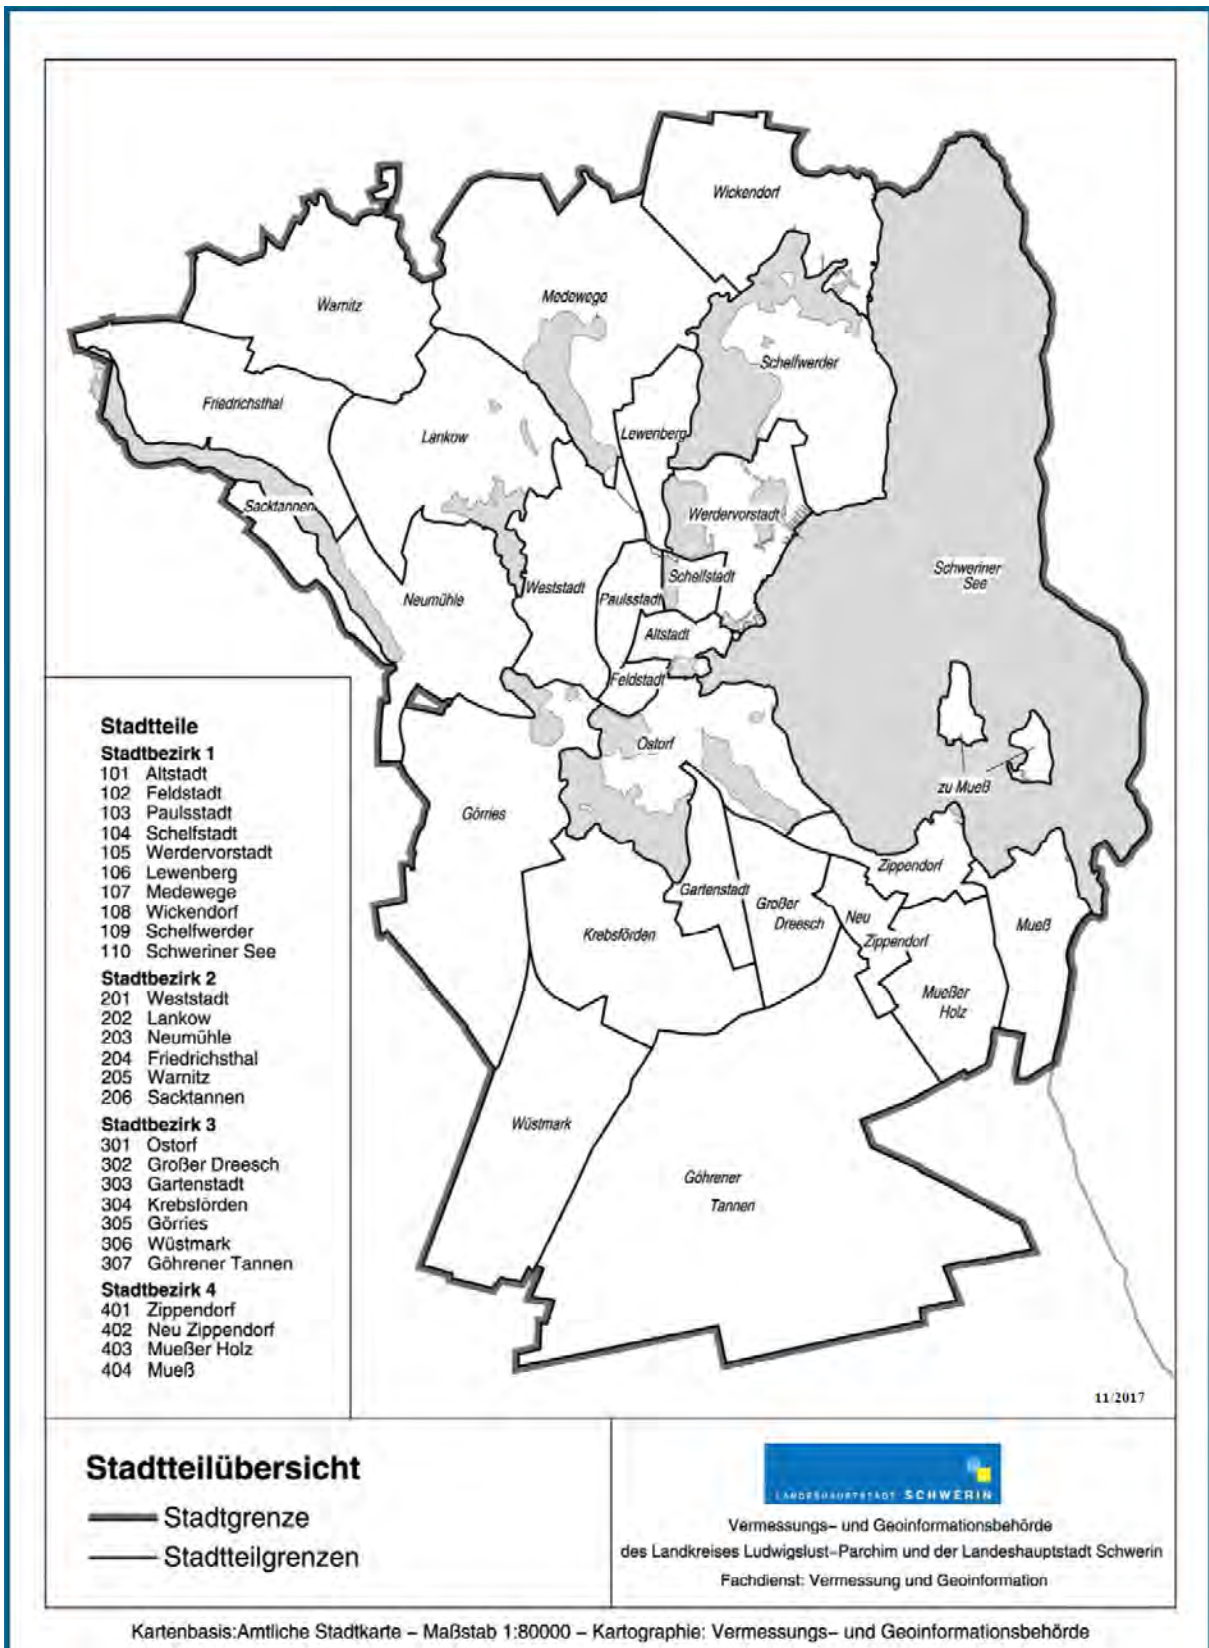 Wickendorf
Warnitz
Medewege
Schelfwerder
Friedrichsthal
Lankow
Lewenberg
Sacktannen
Werdervorstadt
Schweriner
See
Schelfstadt
Weststadt
Paulsstadt
Neumühle
Altstadt
Feldstadt
Ostorf
zu Mueß
Görries
Zippendorf
Gartenstadt
Großer
Dreesch
Neu
Zippendorf
Mueß
Krebsförden
Mueßer
Holz
Wüstmark
Göhrener
Tannen
Stadtteile
Stadtbezirk 1
101 Altstadt
102 Feldstadt
103 Paulsstadt
104 Schelfstadt
105 Werdervorstadt
106 Lewenberg
107 Medewege
108 Wickendorf
109 Schelfwerder
110 Schweriner See
Stadtbezirk 2
201 Weststadt
202 Lankow
203 Neumühle
204 Friedrichsthal
205 Warnitz
206 Sacktannen
Stadtbezirk 3
301 Ostorf
302 Großer Dreesch
303 Gartenstadt
304 Krebsförden
305 Görries
306 Wüstmark
307 Göhrener Tannen
Stadtbezirk 4
401 Zippendorf
402 Neu Zippendorf
403 Mueßer Holz
404 Mueß
11/2017
Stadtteilübersicht
Stadtgrenze
Stadtteilgrenzen
LANDESHAUPTSTADT SCHWERIN
Vermessungs– und Geoinformationsbehörde
des Landkreises Ludwigslust–Parchim und der Landeshauptstadt Schwerin
Fachdienst: Vermessung und Geoinformation
Kartenbasis:Amtliche Stadtkarte – Maßstab 1:80000 – Kartographie: Vermessungs– und Geoinformationsbehörde